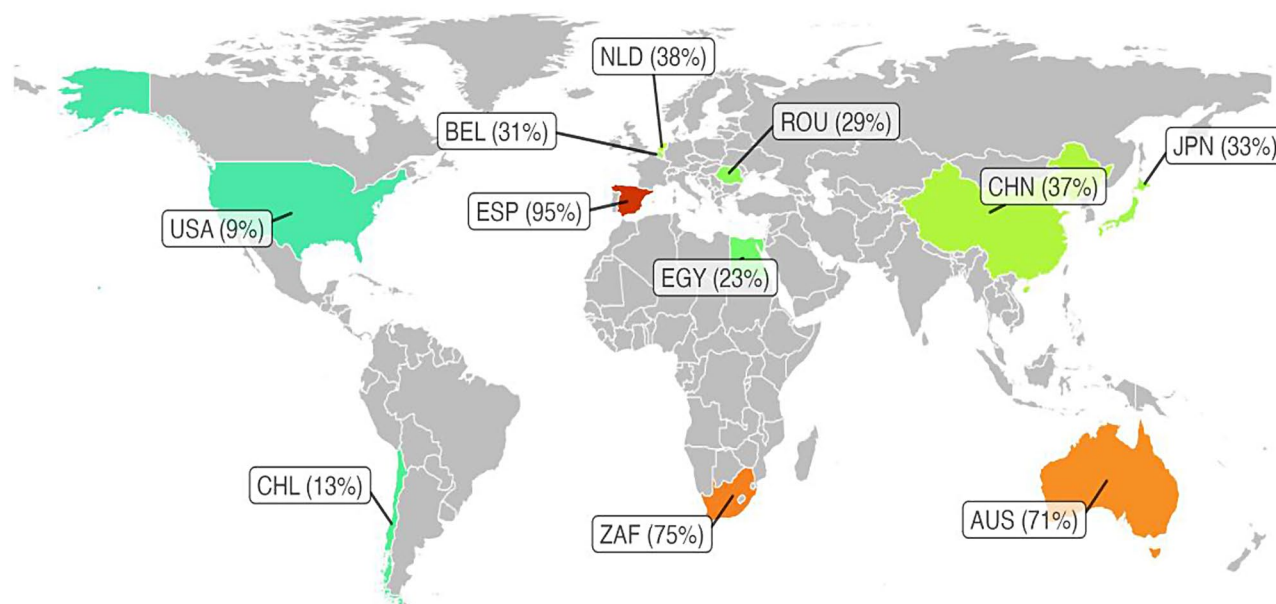 NLD (38%)
BEL (31%)
ROU (29%)
JPN (33%)
CHN (37%)
ESP (95%)
USA (9%)
EGY (23%)
CHL (13%)
ZAF (75%)
AUS (71%)